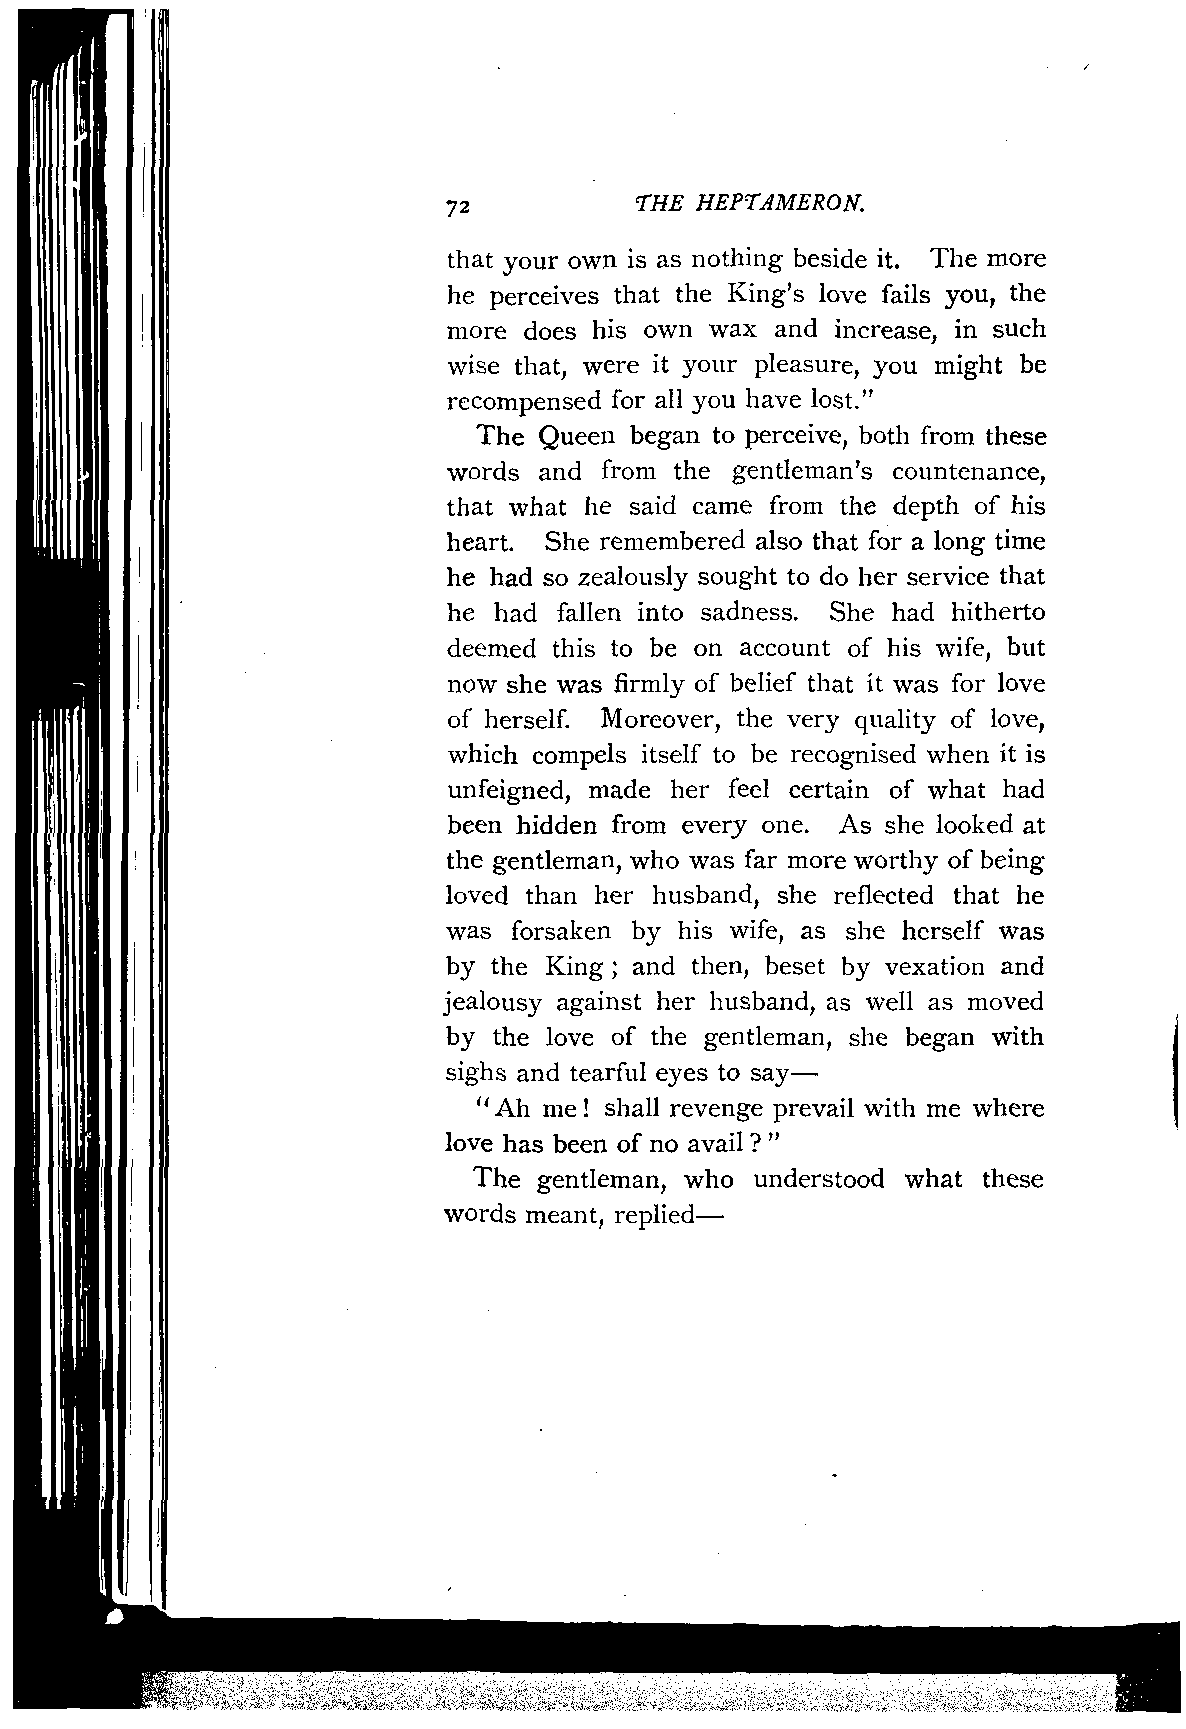 72 THE HEPTAMERON.
that your own is as nothing beside it. The more
he perceives that the King's love fails you, the
more does his own wax and increase, in such
wise that, were it your pleasure, you might be
recompensed for all you have lost."
The Queen began to perceive, both from these
words and from the gentleman's countenance,
that what he said came from the depth of his
heart. She remembered also that for a long time
he had so zealously sought to do her service that
he had fallen into sadness. She had hitherto
deemed this to be on account of his wife, but
now she was firmly of belief that it was for love
of herself. Moreover, the very quality of love,
which compels itself to be recognised when it is
unfeigned, made her feel certain of what had
been hidden from every one. As she looked at
the gentleman, who was far more worthy of being
loved than her husband, she reflected that he
was forsaken by his wife, as she herself was
by the King; and then, beset by vexation and
jealousy against her husband, as well as moved
by the love of the gentleman, she began with
sighs and tearful eyes to say—
"Ah me! shall revenge prevail with me where
love has been of no avail?"
The gentleman, who understood what these
words meant, replied—